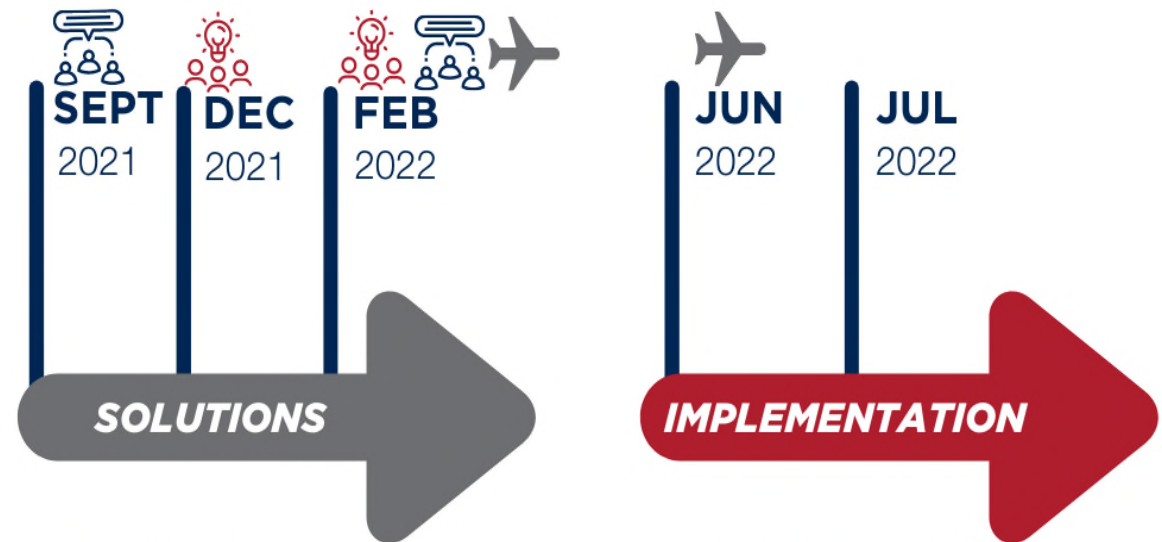 SEPT
2021
DEC
2021
FEB
2022
SOLUTIONS
JUN
2022
JUL
2022
IMPLEMENTATION